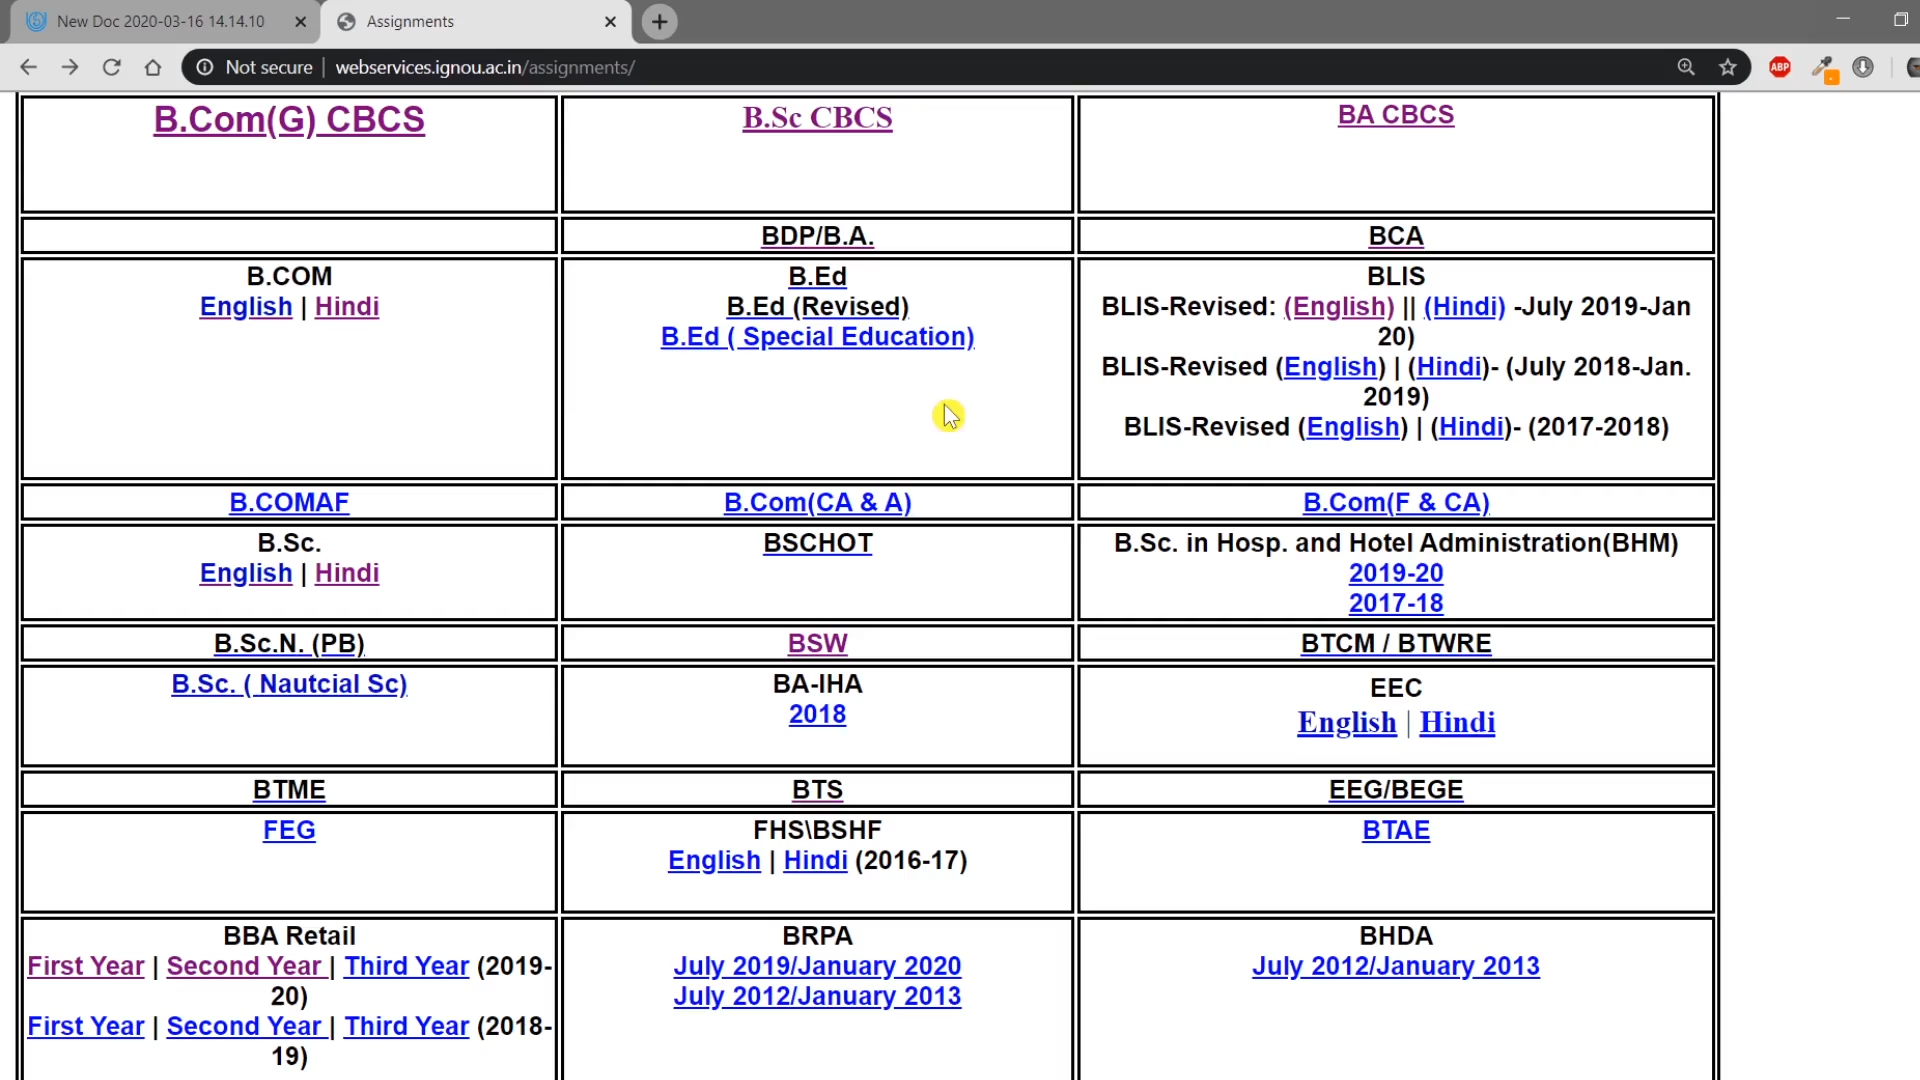 New Doc 2020-03-16 14.14.10
Assignments
Not secure | webservices.ignou.ac.in/assignments/
ABP
B.Com(G) CBCS
B.Sc CBCS
BA CBCS
BDP/B.A.
BCA
B.COM
English | Hindi
B.Ed
B.Ed (Revised)
B.Ed ( Special Education)
BLIS
BLIS-Revised: (English) || (Hindi) -July 2019-Jan
20)
BLIS-Revised (English) | (Hindi)- (July 2018-Jan.
2019)
BLIS-Revised (English) | (Hindi)- (2017-2018)
B.COMAF
B.Com(CA & A)
B.Com(F & CA)
B.Sc.
English | Hindi
BSCHOT
B.Sc. in Hosp. and Hotel Administration(BHM)
2019-20
2017-18
B.Sc.N. (PB)
BSW
BTCM / BTWRE
B.Sc. ( Nautcial Sc)
BA-IHA
2018
EEC
English | Hindi
BTME
BTS
EEG/BEGE
FEG
FHS\BSHF
English | Hindi (2016-17)
BTAE
BBA Retail
First Year | Second Year | Third Year (2019-
20)
First Year | Second Year | Third Year (2018-
19)
BRPA
July 2019/January 2020
July 2012/January 2013
BHDA
July 2012/January 2013